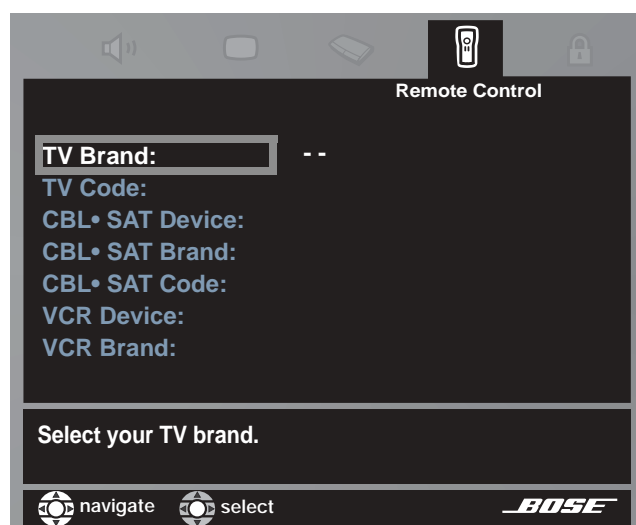 Remote Control
TV Brand: - -
TV Code:
CBL• SAT Device:
CBL• SAT Brand:
CBL• SAT Code:
VCR Device:
VCR Brand:
Select your TV brand.
navigate select BOSE